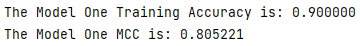 The Model One Training Accuracy is: 0.900000
The Model One MCC is: 0.805221